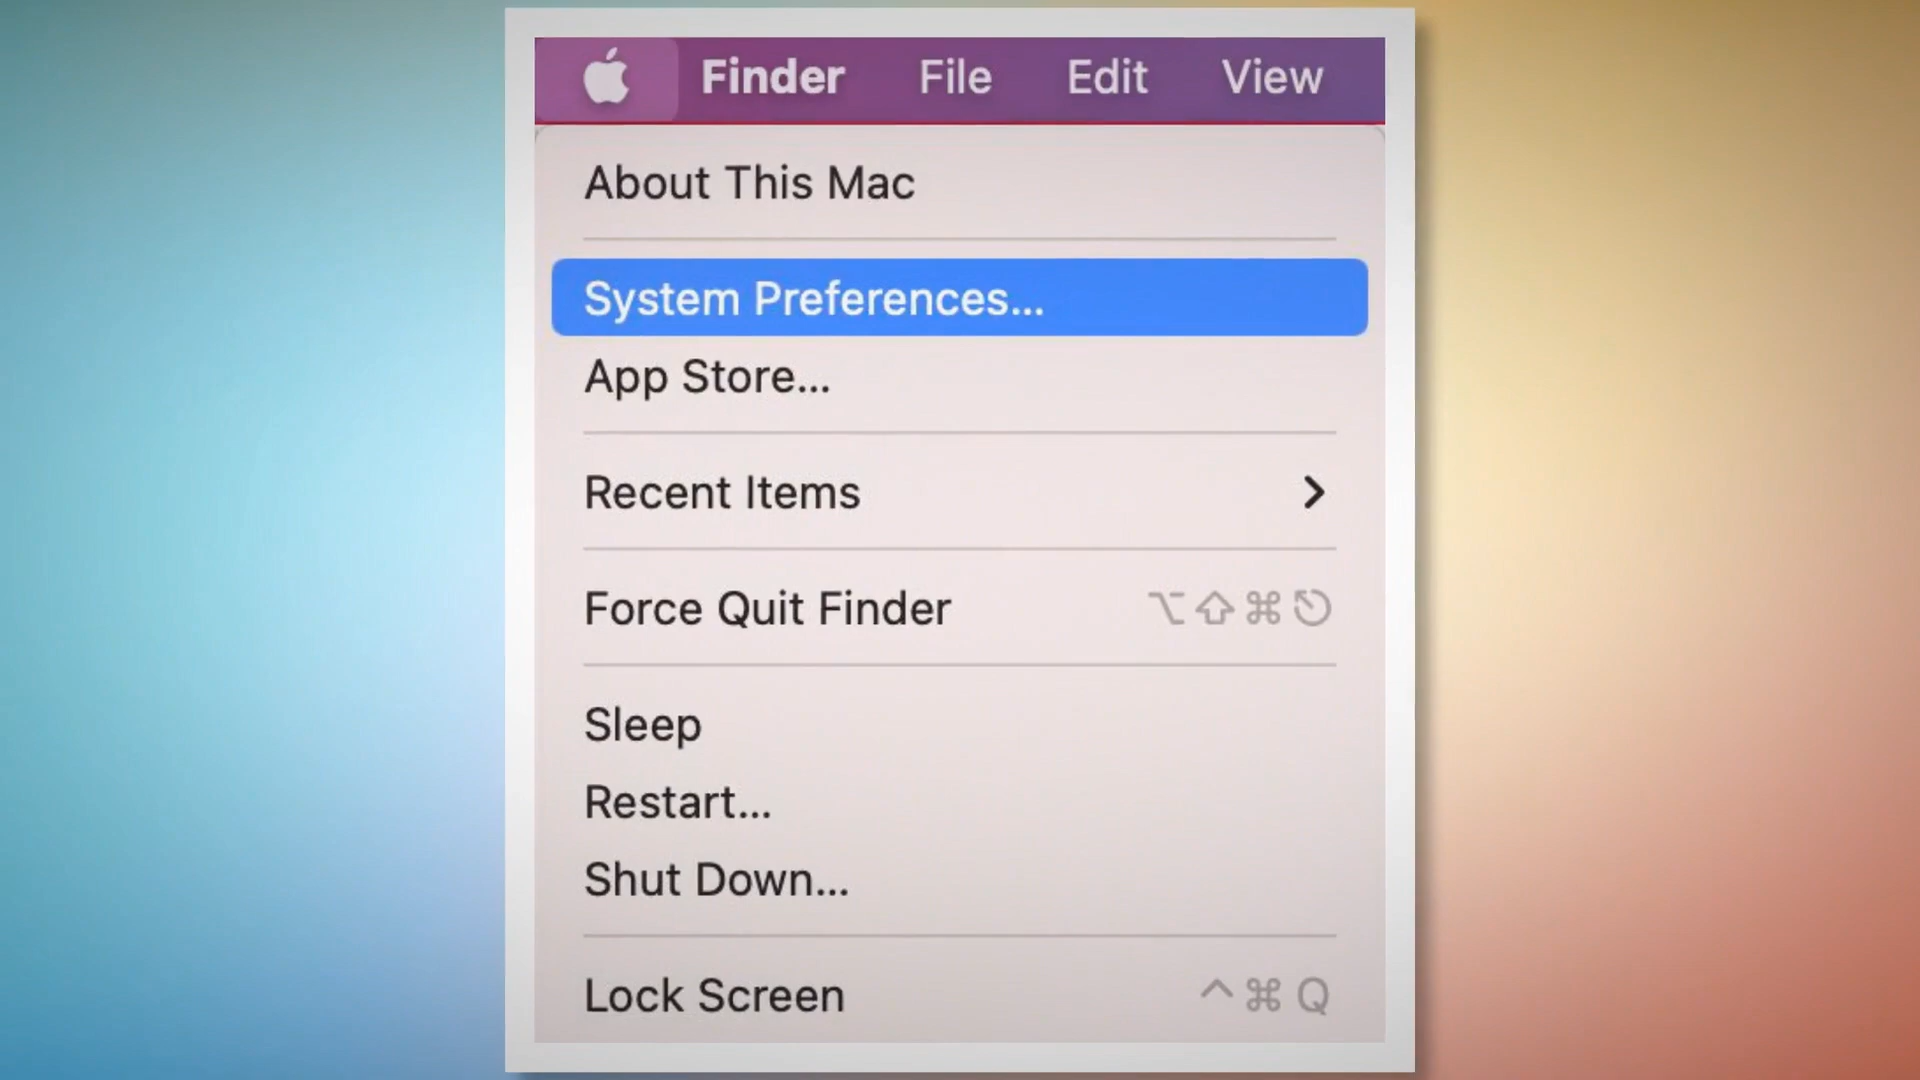 Finder File Edit View
About This Mac
System Preferences...
App Store...
Recent Items
Force Quit Finder ⌥⇧⌘⎋
Sleep
Restart...
Shut Down...
Lock Screen ^⌘Q